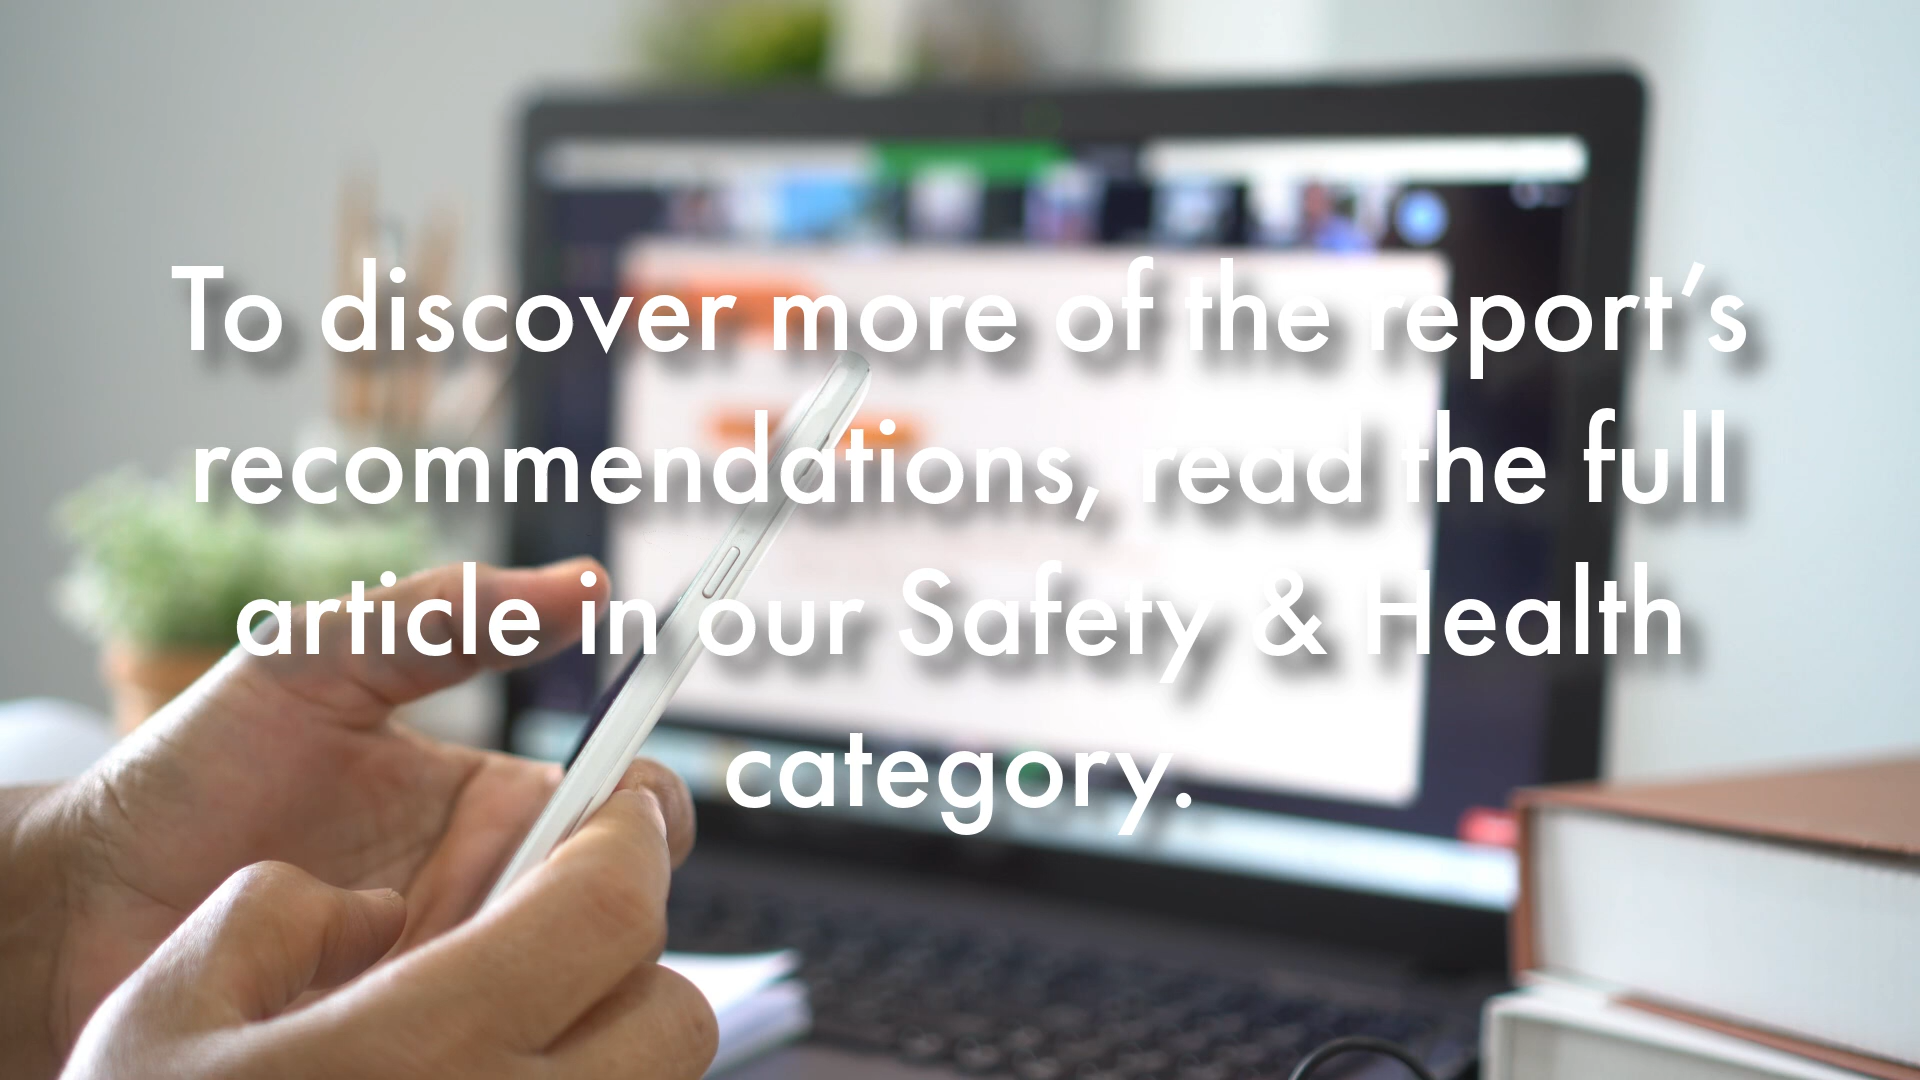 To discover more of the report’s
recommendations, read the full
article in our Safety & Health
category.